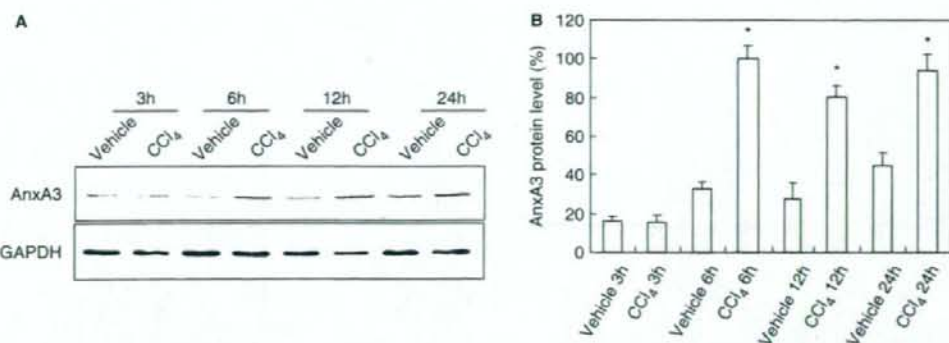 A
3h 6h 12h 24h
Vehicle CCl₄ Vehicle CCl₄ Vehicle CCl₄ Vehicle CCl₄
AnxA3
GAPDH
B
AnxA3 protein level (%)
120
100
80
60
40
20
0
* * *
Vehicle 3h
CCl₄ 3h
Vehicle 6h
CCl₄ 6h
Vehicle 12h
CCl₄ 12h
Vehicle 24h
CCl₄ 24h